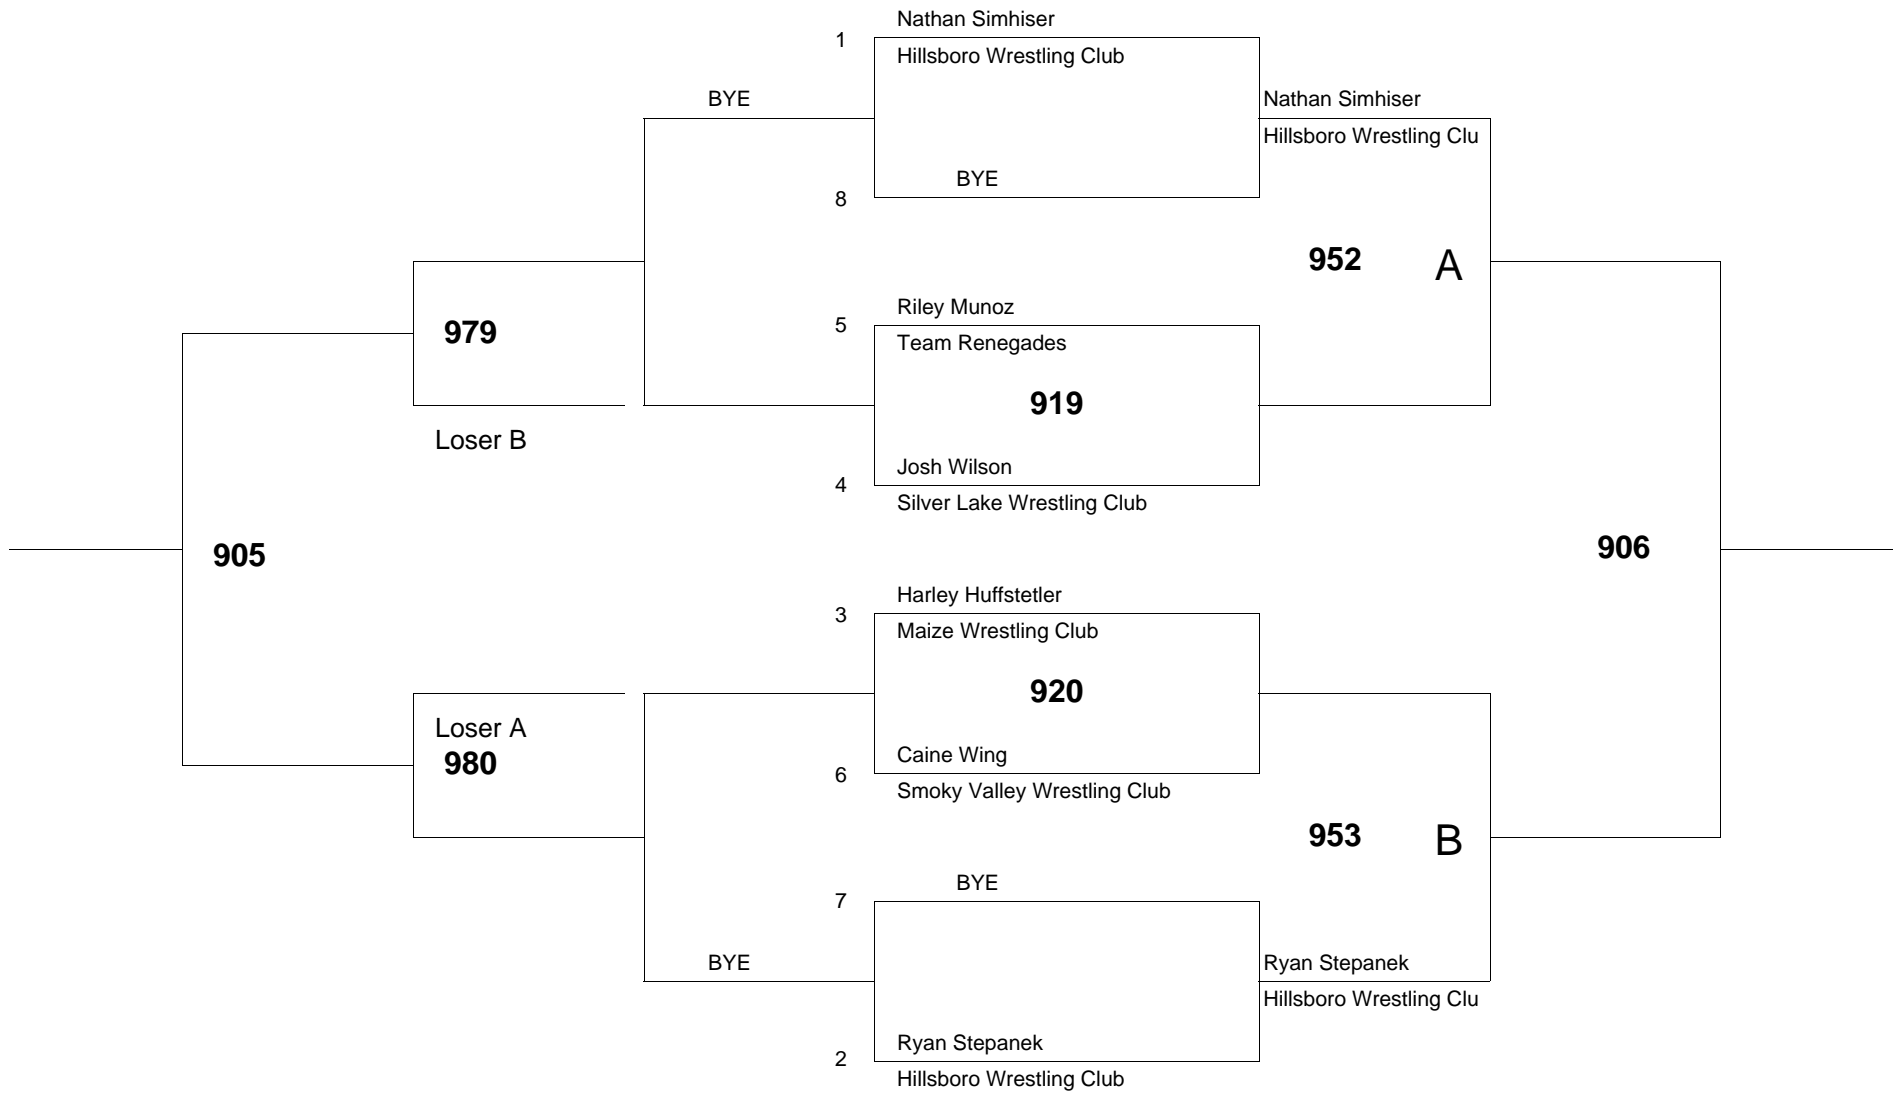 Nathan Simhiser
1
Hillsboro Wrestling Club
BYE
Nathan Simhiser
Hillsboro Wrestling Clu
BYE
8
952
A
Riley Munoz
5
Team Renegades
979
919
Loser B
Josh Wilson
4
Silver Lake Wrestling Club
905
906
Harley Huffstetler
3
Maize Wrestling Club
920
Loser A
980
Caine Wing
6
Smoky Valley Wrestling Club
953
B
BYE
7
BYE
Ryan Stepanek
Hillsboro Wrestling Clu
Ryan Stepanek
2
Hillsboro Wrestling Club